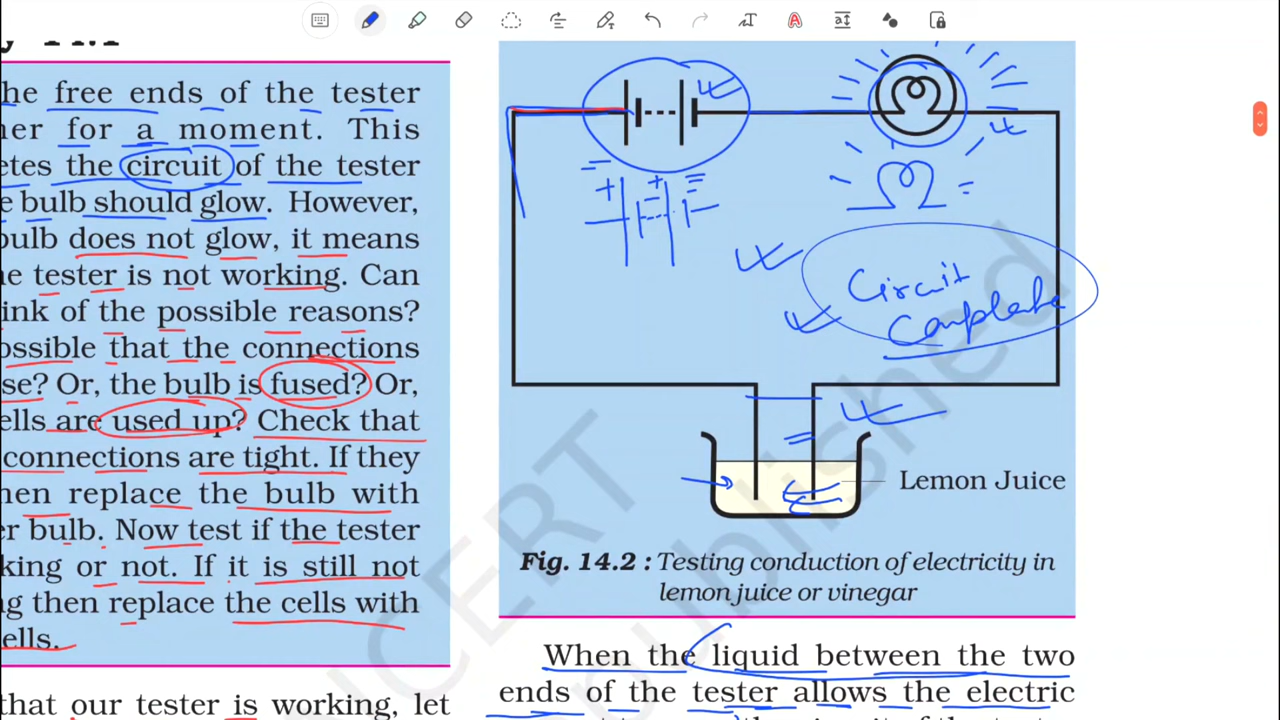 he free ends of the tester
her for a moment. This
etes the circuit of the tester
e bulb should glow. However,
bulb does not glow, it means
e tester is not working. Can
ink of the possible reasons?
ossible that the connections
se? Or, the bulb is fused? Or,
ells are used up? Check that
connections are tight. If they
hen replace the bulb with
er bulb. Now test if the tester
king or not. If it is still not
g then replace the cells with
ells.
that our tester is working, let
+ + =
Circuit
Complete
Lemon Juice
Fig. 14.2 : Testing conduction of electricity in
lemon juice or vinegar
When the liquid between the two
ends of the tester allows the electric
NCERT
republished